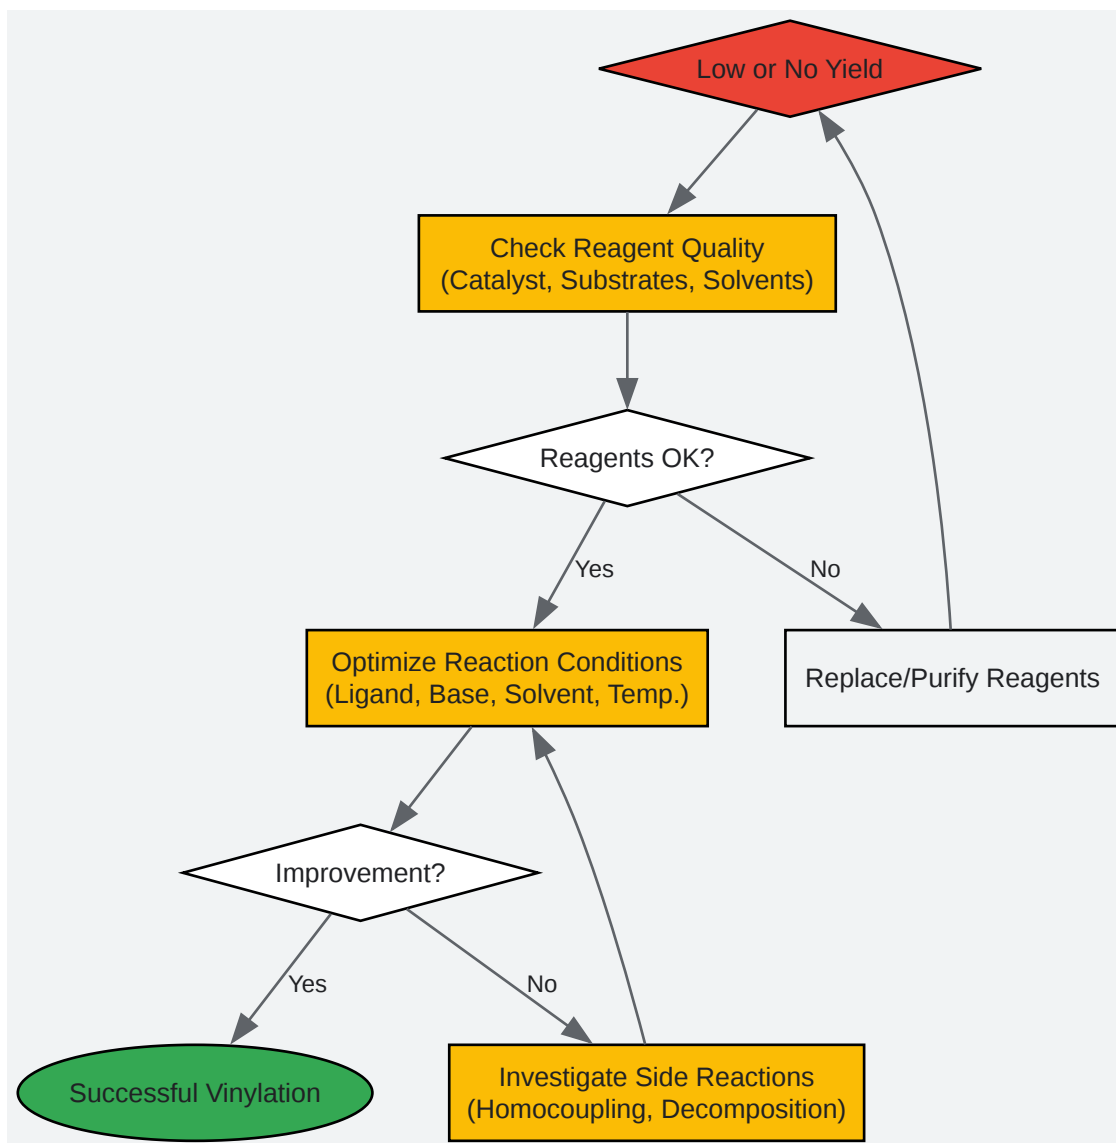 Low or No Yield
Check Reagent Quality
(Catalyst, Substrates, Solvents)
Reagents OK?
Yes
No
Optimize Reaction Conditions
(Ligand, Base, Solvent, Temp.)
Replace/Purify Reagents
Improvement?
Yes
No
Successful Vinylation
Investigate Side Reactions
(Homocoupling, Decomposition)